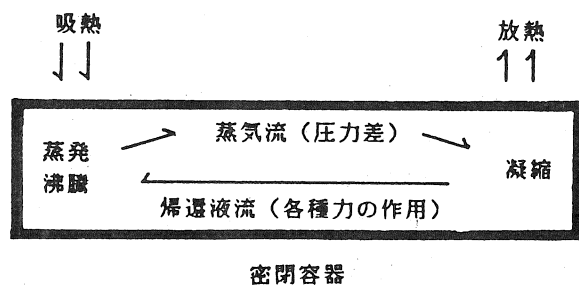 吸熱
放熱
蒸気流（圧力差）
蒸発
沸騰
凝縮
帰還液流（各種力の作用）
密閉容器